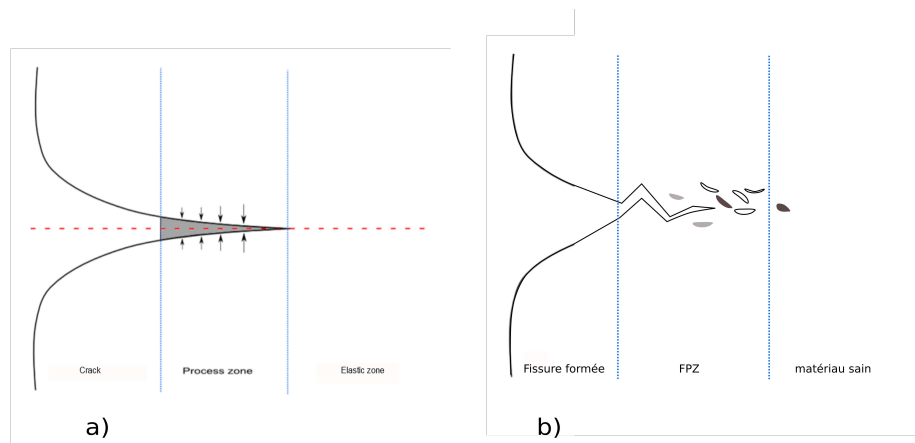 Crack
Process zone
Elastic zone
a)
Fissure formée
FPZ
matériau sain
b)